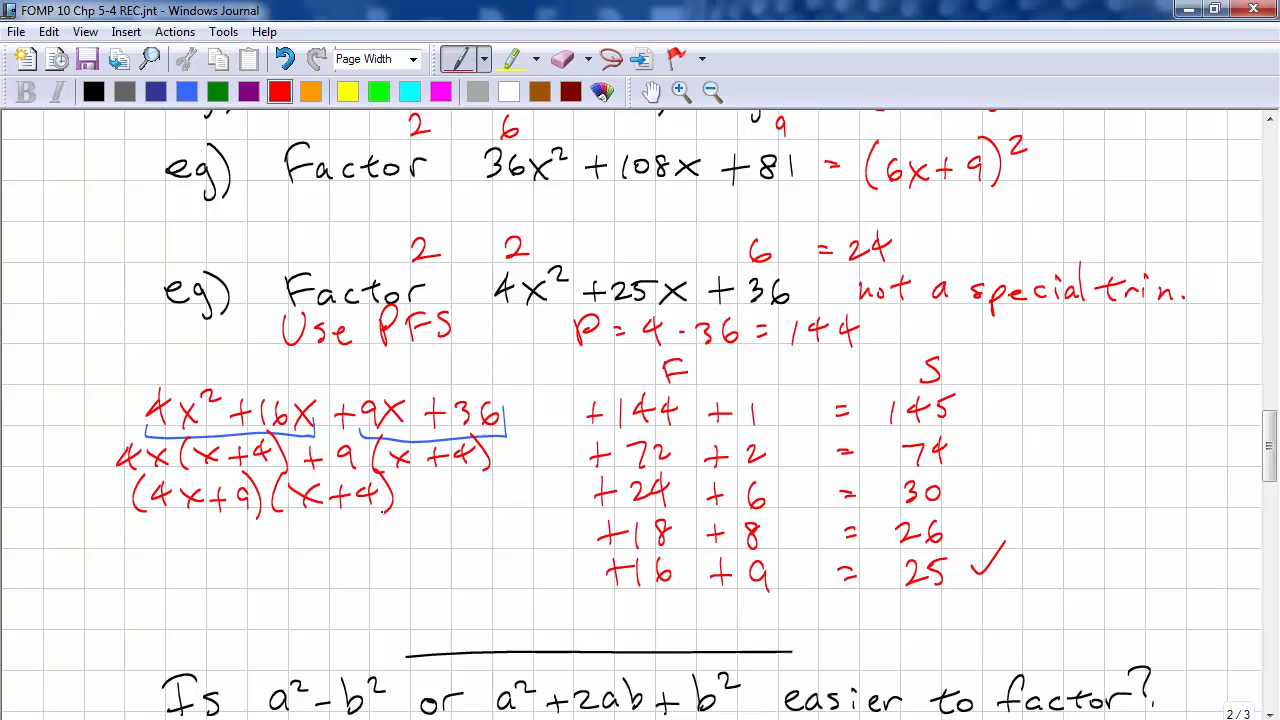 FOMP 10 Chp 5-4 REC.jnt - Windows Journal
File Edit View Insert Actions Tools Help
Page Width
B I
2 6 9
eg) Factor 36x² + 108x + 81 = (6x + 9)²
2 2 6 = 24
eg) Factor 4x² + 25x + 36 not a special trin.
Use PFS P = 4 · 36 = 144
F S
4x² + 16x + 9x + 36 +144 +1 = 145
4x(x+4) + 9(x+4) +72 +2 = 74
(4x+9)(x+4) +24 +6 = 30
+18 +8 = 26
+16 +9 = 25 ✓
Is a² - b² or a² + 2ab + b² easier to factor?
2/3